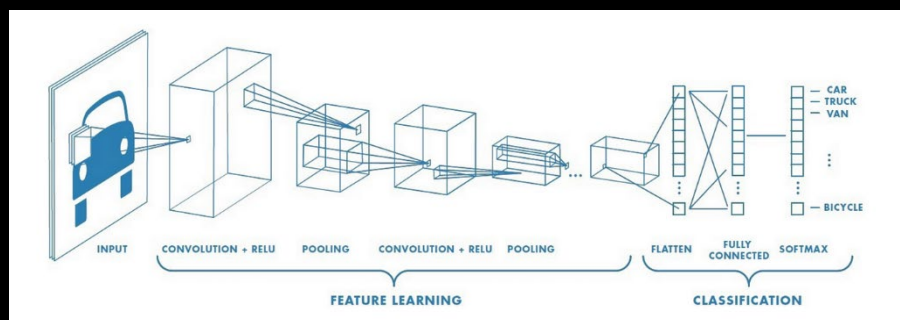 CAR
TRUCK
VAN
BICYCLE
INPUT
CONVOLUTION + RELU
POOLING
CONVOLUTION + RELU
POOLING
FLATTEN
FULLY
CONNECTED
SOFTMAX
FEATURE LEARNING
CLASSIFICATION